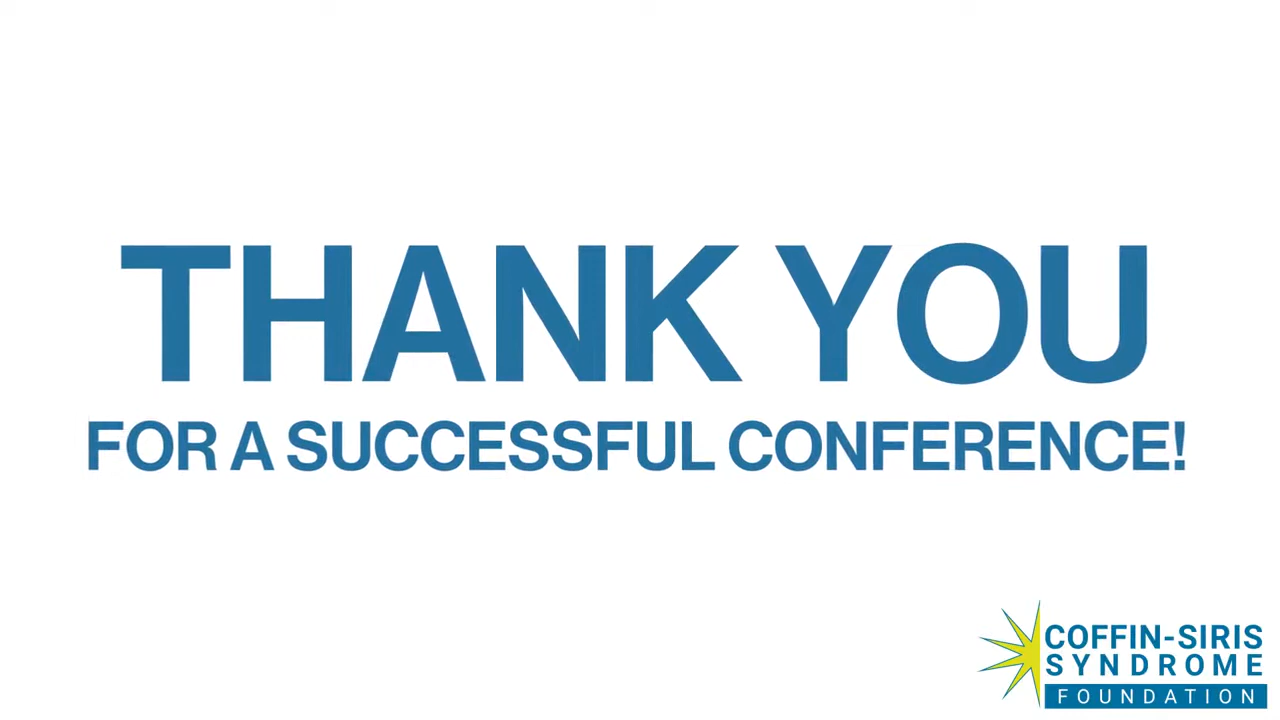 THANK YOU
FOR A SUCCESSFUL CONFERENCE!
COFFIN-SIRIS
SYNDROME
FOUNDATION